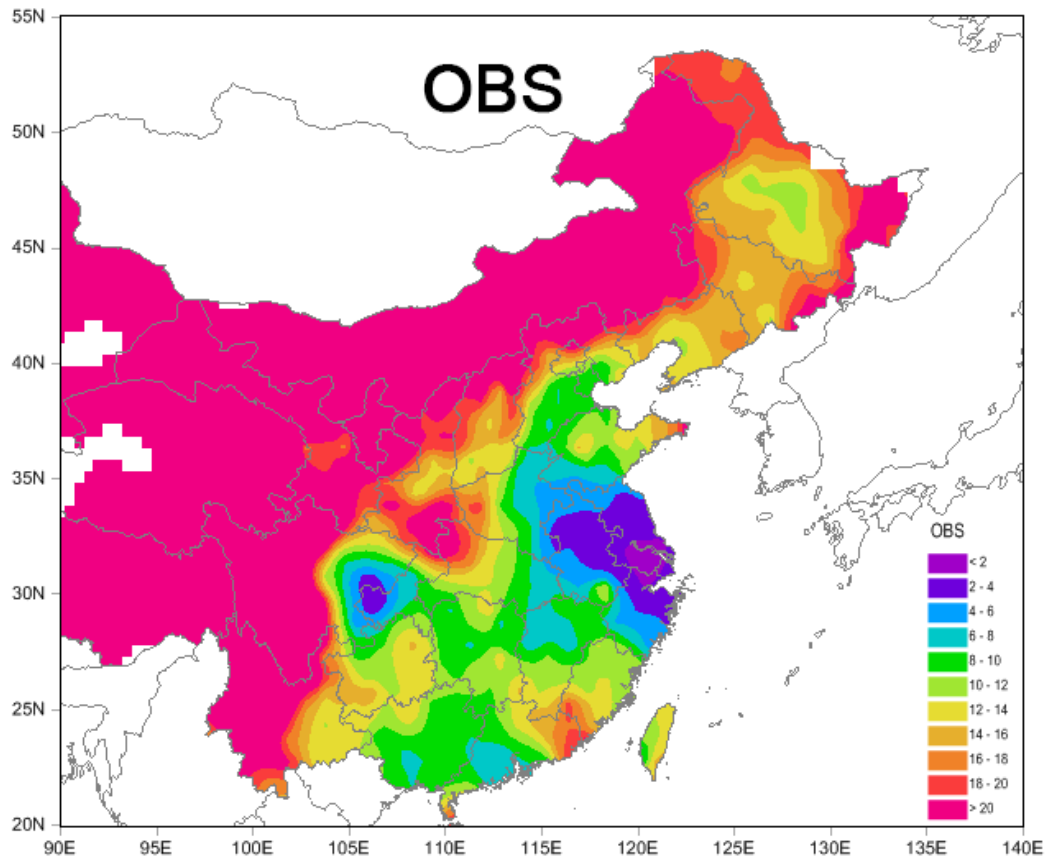 55N
OBS
50N
45N
40N
35N
OBS
< 2
2 - 4
30N
4 - 6
6 - 8
8 - 10
10 - 12
25N
12 - 14
14 - 16
16 - 18
18 - 20
20N
> 20
90E 95E 100E 105E 110E 115E 120E 125E 130E 135E 140E